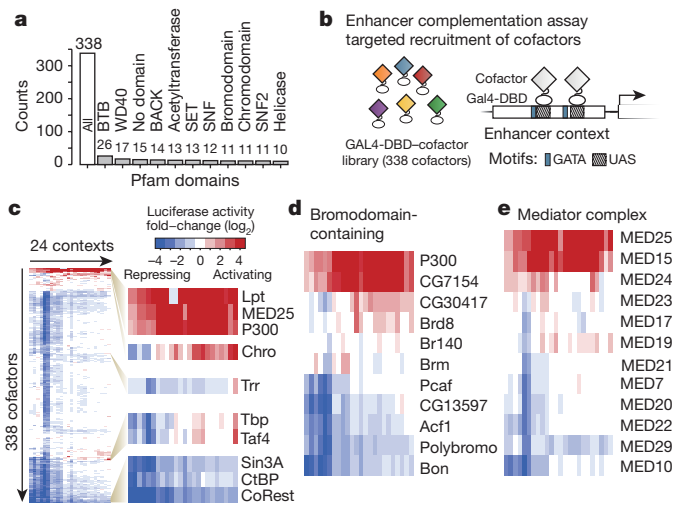 a
338
300
200
100
0
Counts
All
BTB
WD40
No domain
BACK
Acetyltransferase
SET
SNF
Bromodomain
Chromodomain
SNF2
Helicase
26 17 15 14 13 13 12 11 11 11 10
Pfam domains
b Enhancer complementation assay
targeted recruitment of cofactors
Cofactor
Gal4-DBD
GAL4-DBD–cofactor
library (338 cofactors)
Enhancer context
Motifs: GATA UAS
c
Luciferase activity
fold-change (log2)
24 contexts
−4 −2 0 2 4
Repressing Activating
338 cofactors
Lpt
MED25
P300
Chro
Trr
Tbp
Taf4
Sin3A
CtBP
CoRest
d Bromodomain-
containing
P300
CG7154
CG30417
Brd8
Br140
Brm
Pcaf
CG13597
Acf1
Polybromo
Bon
e Mediator complex
MED25
MED15
MED24
MED23
MED17
MED19
MED21
MED7
MED20
MED22
MED29
MED10